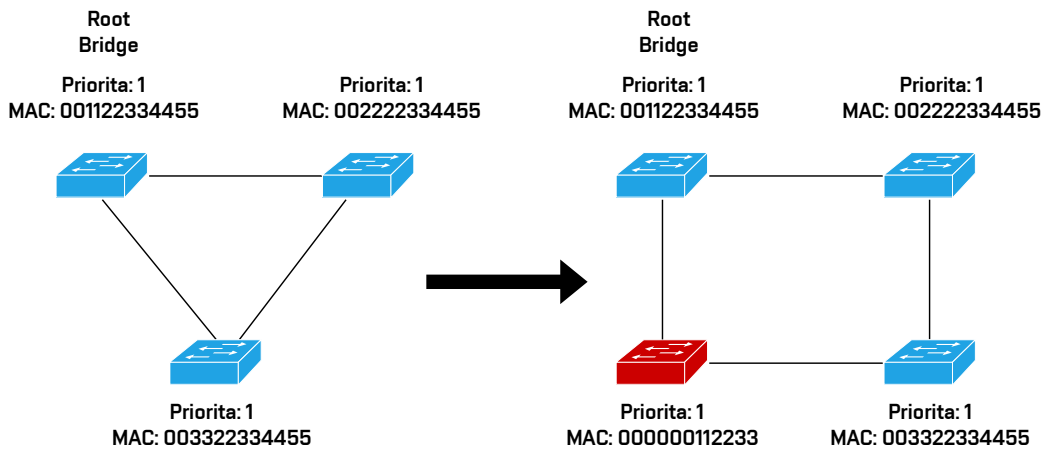 Root
Bridge
Priorita: 1
MAC: 001122334455
Priorita: 1
MAC: 002222334455
Priorita: 1
MAC: 003322334455
Root
Bridge
Priorita: 1
MAC: 001122334455
Priorita: 1
MAC: 002222334455
Priorita: 1
MAC: 000000112233
Priorita: 1
MAC: 003322334455